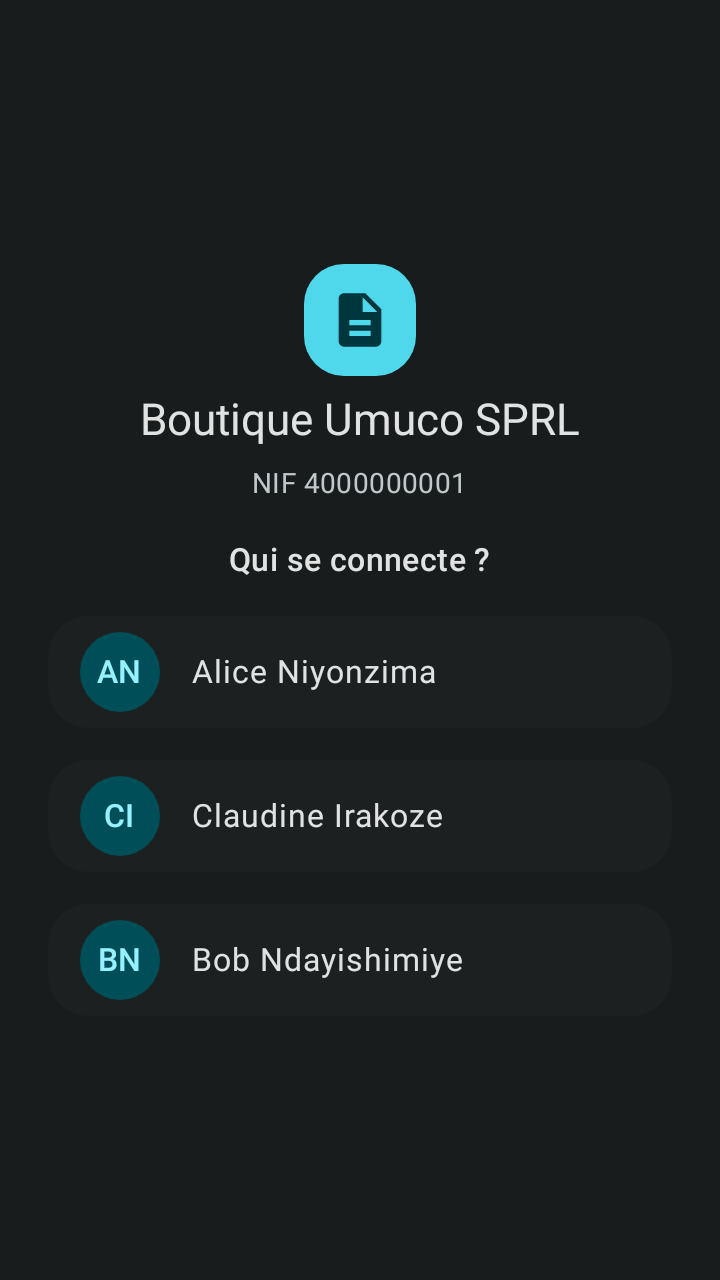 Boutique Umuco SPRL
NIF 4000000001
Qui se connecte ?
AN Alice Niyonzima
CI Claudine Irakoze
BN Bob Ndayishimiye